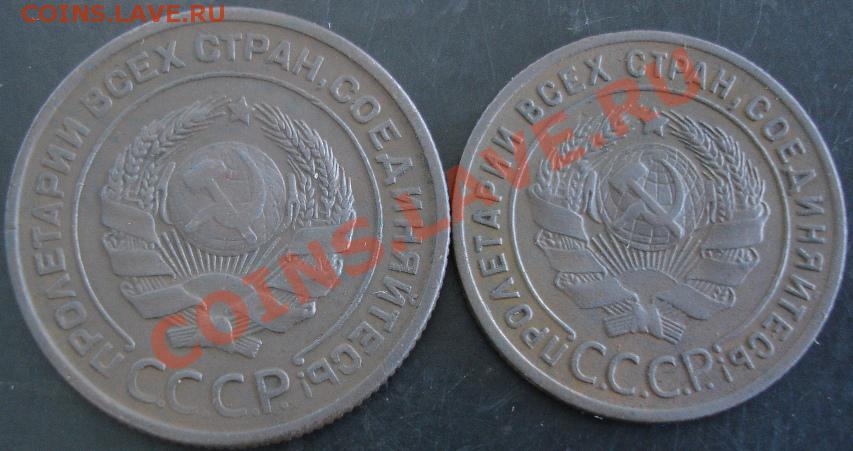 COINS.LAVE.RU
ПРОЛЕТАРИИ ВСЕХ СТРАН, СОЕДИНЯЙТЕСЬ!
С.С.С.Р.
ПРОЛЕТАРИИ ВСЕХ СТРАН, СОЕДИНЯЙТЕСЬ!
С.С.С.Р.
COINS.LAVE.RU